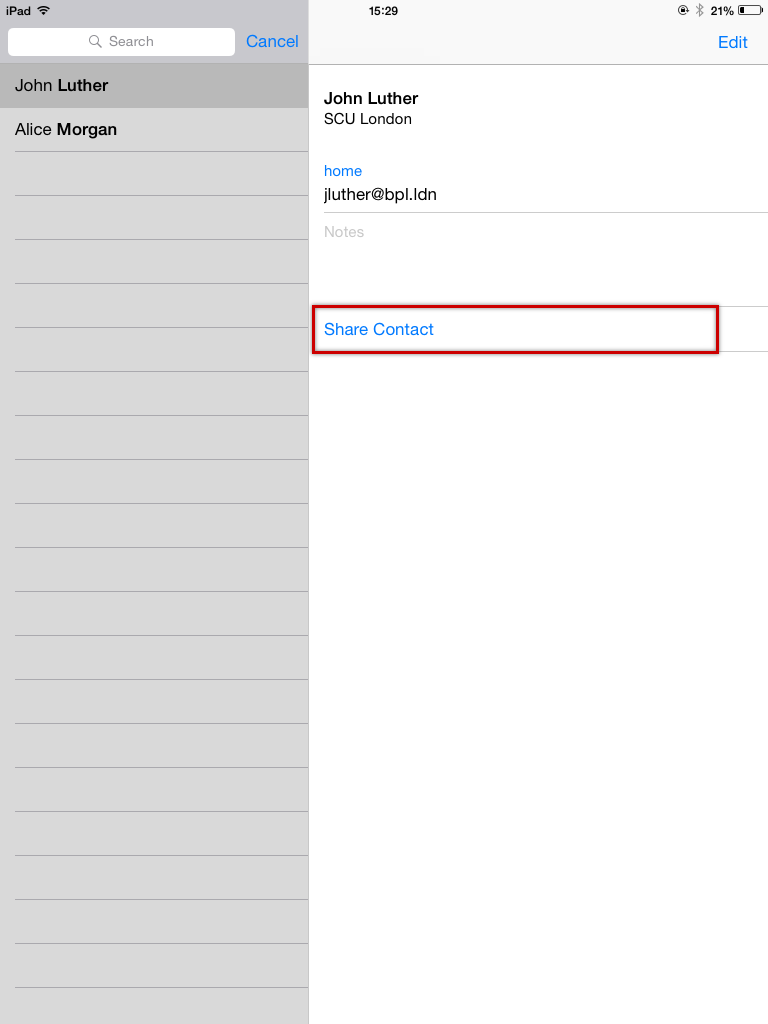 iPad 15:29 21%
Search Cancel
John Luther
Alice Morgan
Edit
John Luther
SCU London
home
jluther@bpl.ldn
Notes
Share Contact